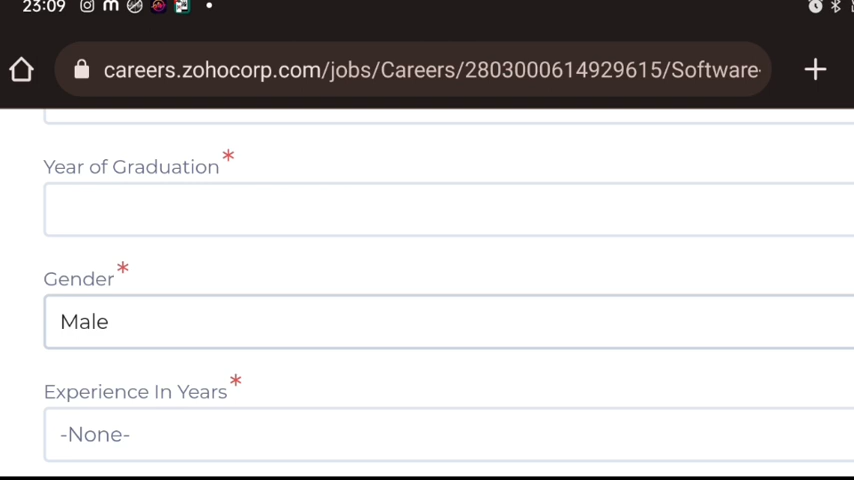 23:09
careers.zohocorp.com/jobs/Careers/2803000614929615/Software-
Year of Graduation*
Gender*
Male
Experience In Years*
-None-